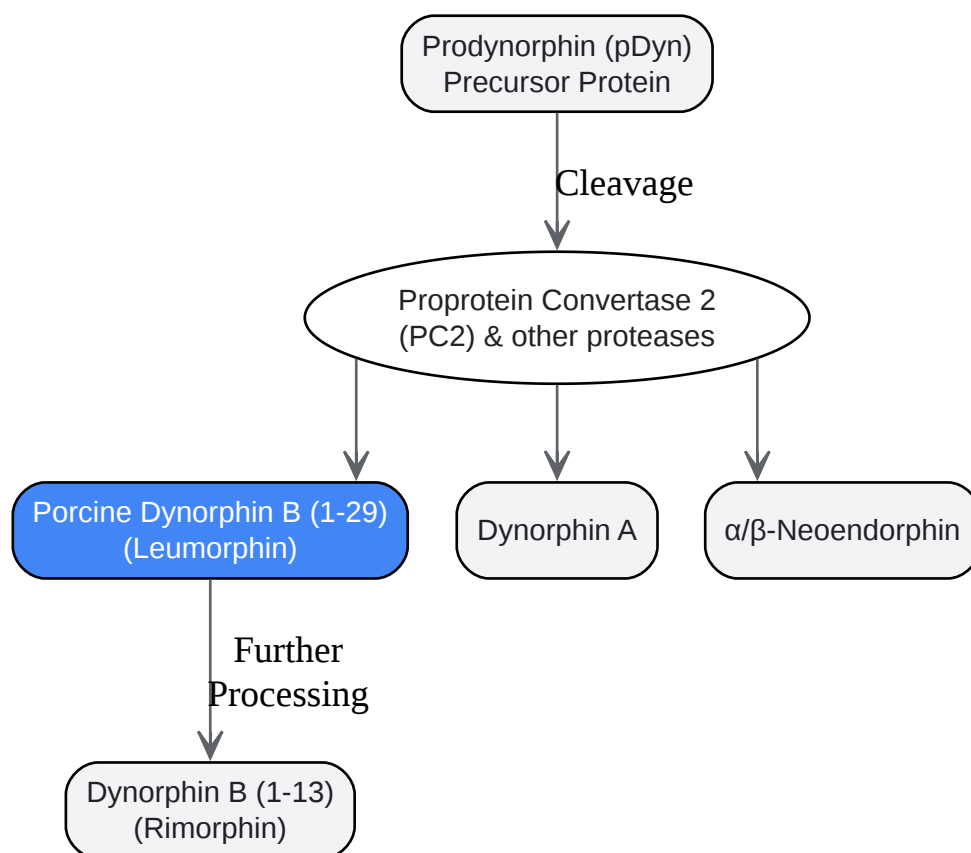 Prodynorphin (pDyn)
Precursor Protein
Cleavage
Proprotein Convertase 2
(PC2) & other proteases
Porcine Dynorphin B (1-29)
(Leumorphin)
Dynorphin A
α/β-Neoendorphin
Further
Processing
Dynorphin B (1-13)
(Rimorphin)